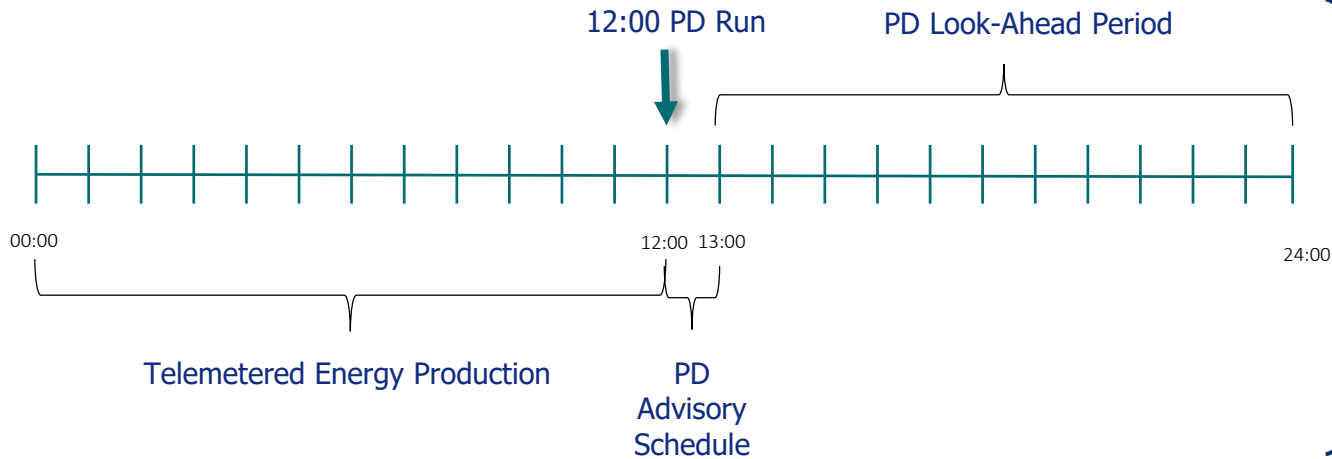 12:00 PD Run
PD Look-Ahead Period
00:00
12:00
13:00
24:00
Telemetered Energy Production
PD
Advisory
Schedule